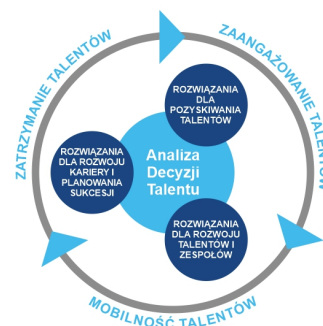 ZATRZYMANIE TALENTÓW
ZAANGAŻOWANIE TALENTÓW
ROZWIĄZANIA
DLA
POZYSKIWANIA
TALENTÓW
ROZWIĄZANIA
DLA ROZWOJU
KARIERY I
PLANOWANIA
SUKCESJI
Analiza
Decyzji
Talentu
ROZWIĄZANIA
DLA ROZWOJU
TALENTÓW I
ZESPOŁÓW
MOBILNOŚĆ TALENTÓW